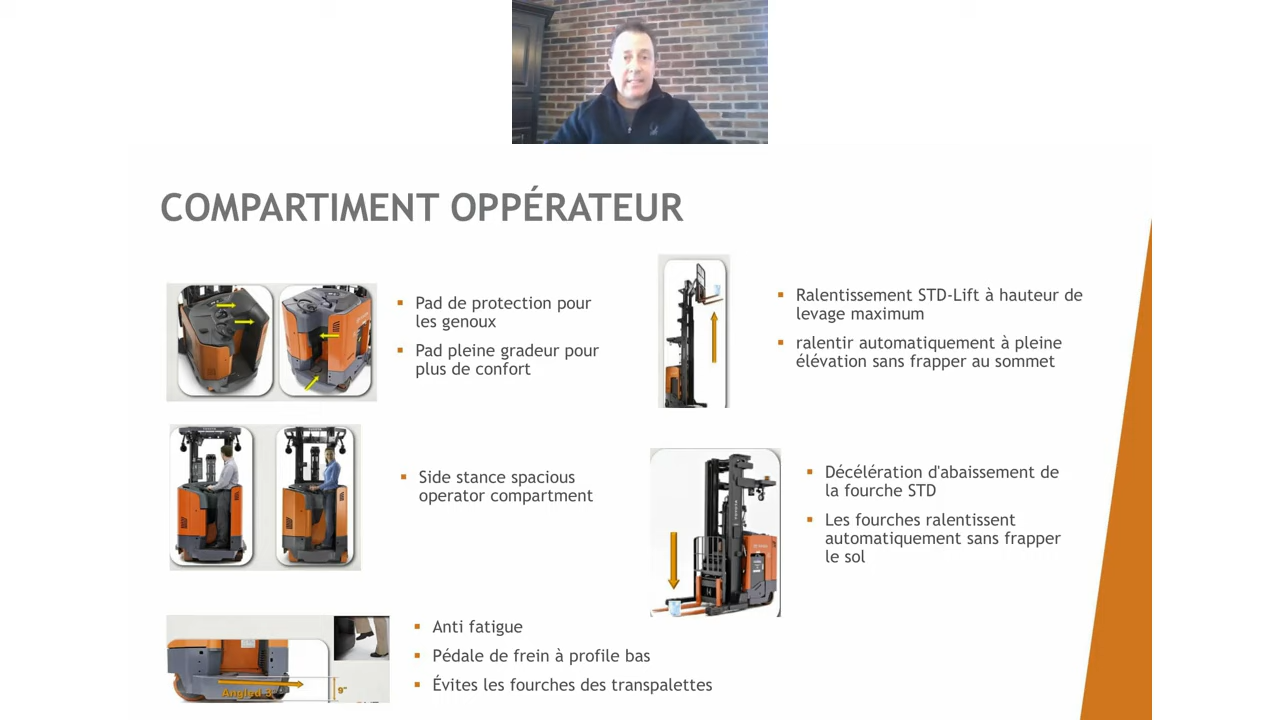 COMPARTIMENT OPPÉRATEUR
Pad de protection pour
les genoux
Pad pleine gradeur pour
plus de confort
Side stance spacious
operator compartment
Angled 3°
9"
Anti fatigue
Pédale de frein à profile bas
Évites les fourches des transpalettes
Ralentissement STD-Lift à hauteur de
levage maximum
ralentir automatiquement à pleine
élévation sans frapper au sommet
Décélération d'abaissement de
la fourche STD
Les fourches ralentissent
automatiquement sans frapper
le sol